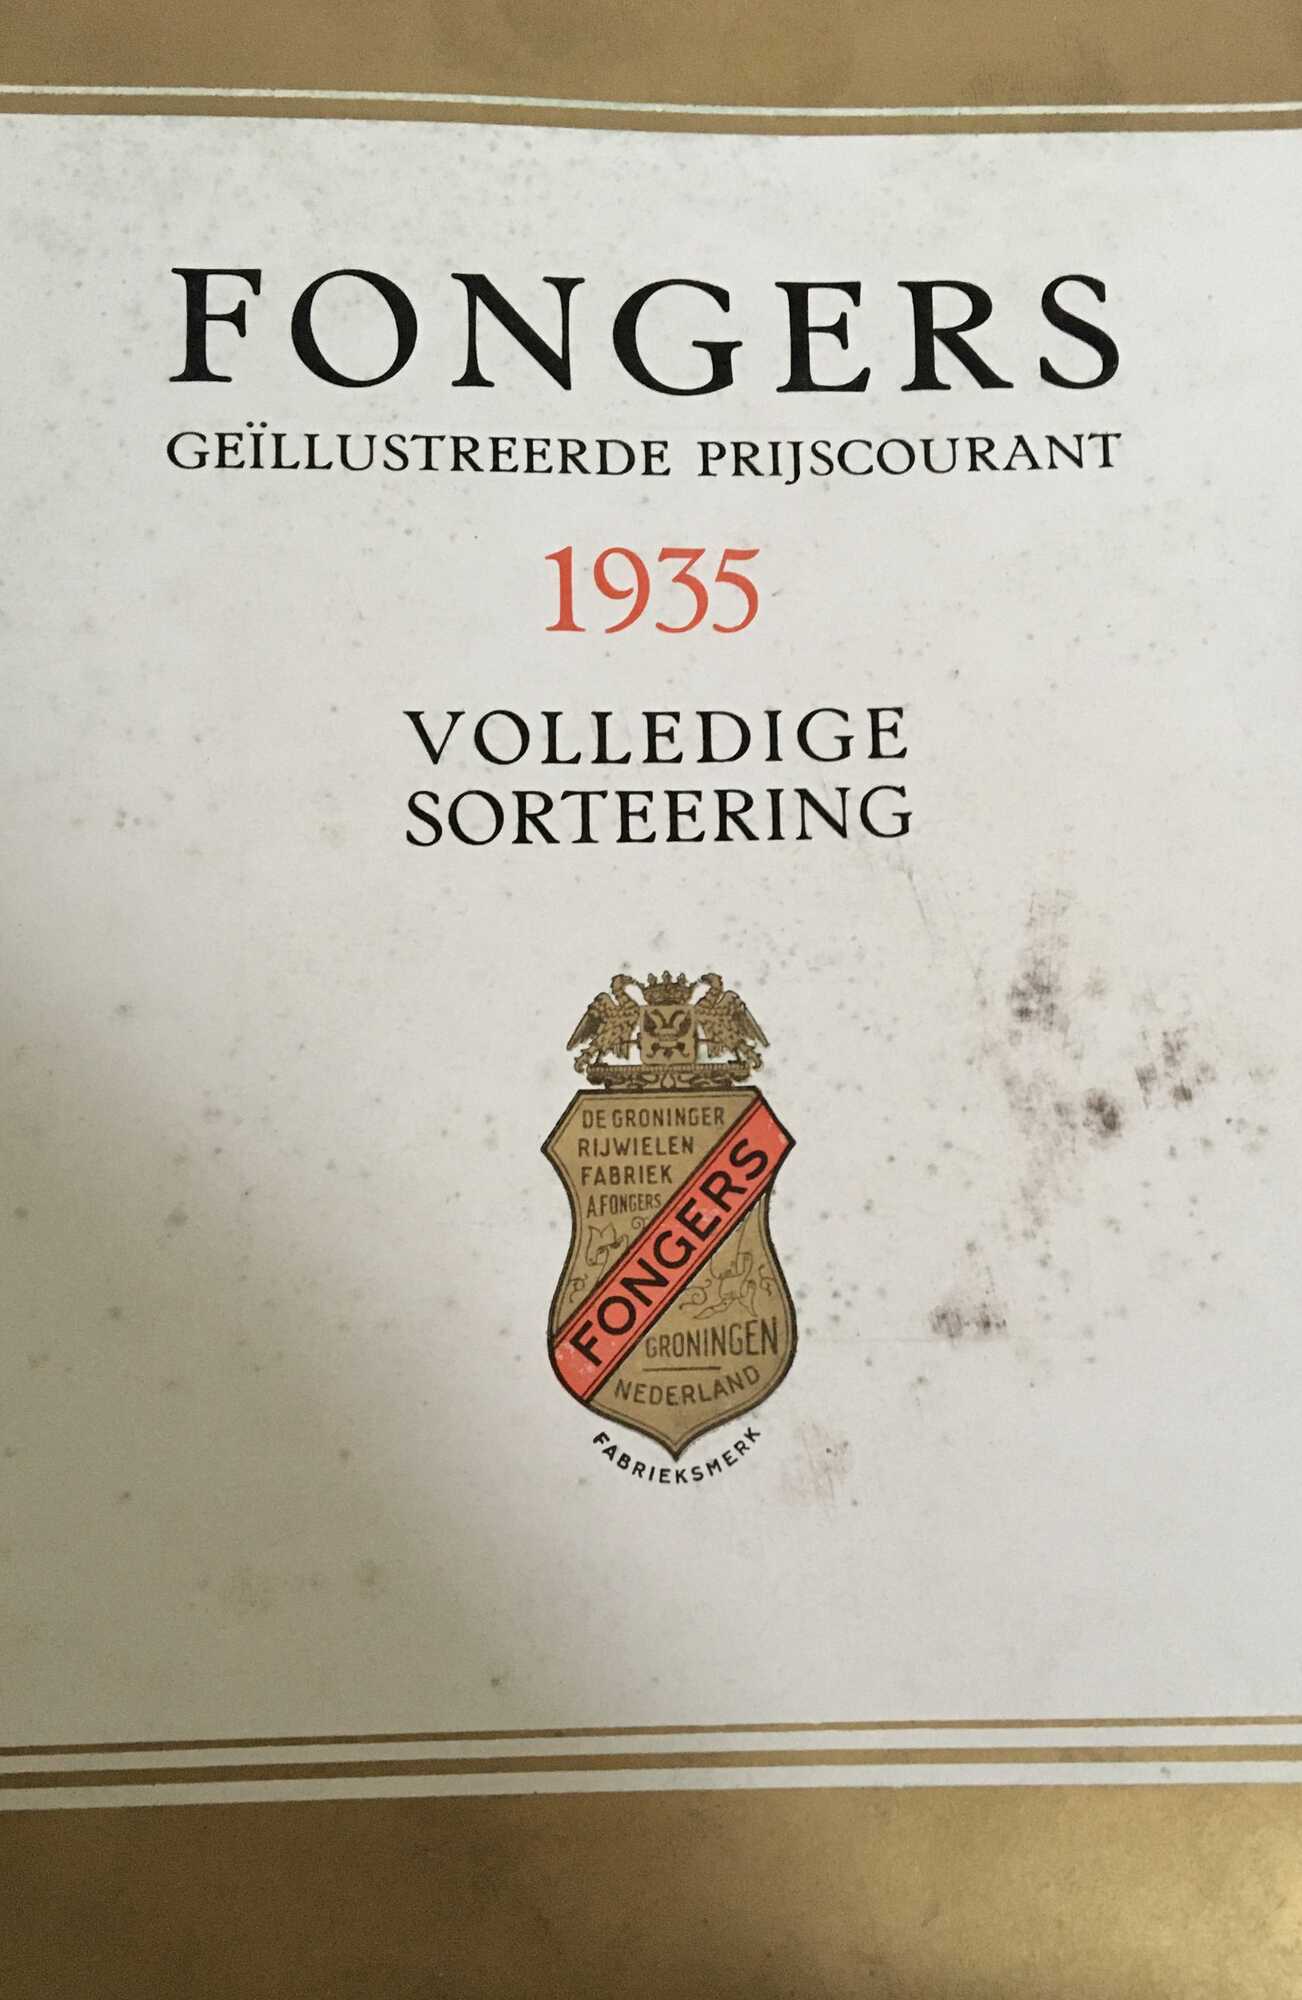 FONGERS
GEÏLLUSTREERDE PRIJSCOURANT
1935
VOLLEDIGE
SORTEERING
DE GRONINGER
RIJWIELEN
FABRIEK
A.FONGERS
FONGERS
GRONINGEN
NEDERLAND
FABRIEKSMERK